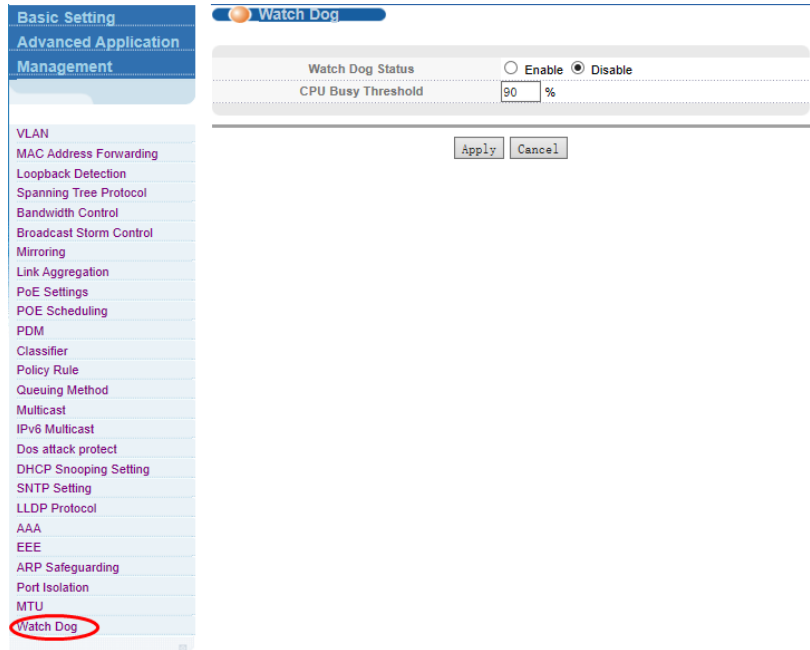 Basic Setting
Advanced Application
Management
VLAN
MAC Address Forwarding
Loopback Detection
Spanning Tree Protocol
Bandwidth Control
Broadcast Storm Control
Mirroring
Link Aggregation
PoE Settings
POE Scheduling
PDM
Classifier
Policy Rule
Queuing Method
Multicast
IPv6 Multicast
Dos attack protect
DHCP Snooping Setting
SNTP Setting
LLDP Protocol
AAA
EEE
ARP Safeguarding
Port Isolation
MTU
Watch Dog
Watch Dog
Watch Dog Status Enable Disable
CPU Busy Threshold 90 %
Apply Cancel